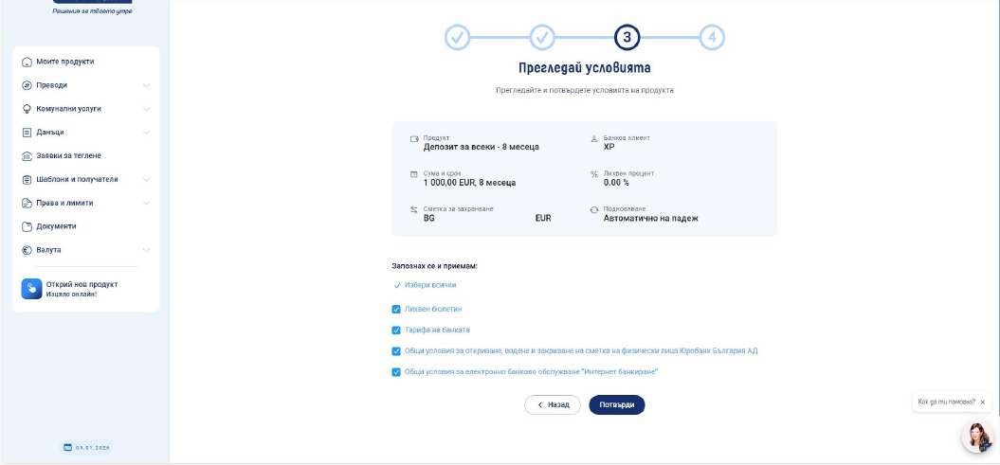 Решения за твоето утре
Моите продукти
Преводи
Комунални услуги
Данъци
Заявки за теглене
Шаблони и получатели
Права и лимити
Документи
Валута
Открий нов продукт
Изцяло онлайн!
3
4
Прегледай условията
Прегледайте и потвърдете условията на продукта
Продукт
Депозит за всеки - 8 месеца
Банков клиент
ХР
Сума и срок
1 000,00 EUR, 8 месеца
Лихвен процент
0.00 %
Сметка за захранване
BG EUR
Подновяване
Автоматично на падеж
Запознах се и приемам:
Избери всички
Лихвен бюлетин
Тарифа на банката
Общи условия за откриване, водене и закриване на сметка на физически лица Юробанк България АД
Общи условия за електронно банково обслужване "Интернет банкиране"
Назад
Потвърди
Как да ти помогна?